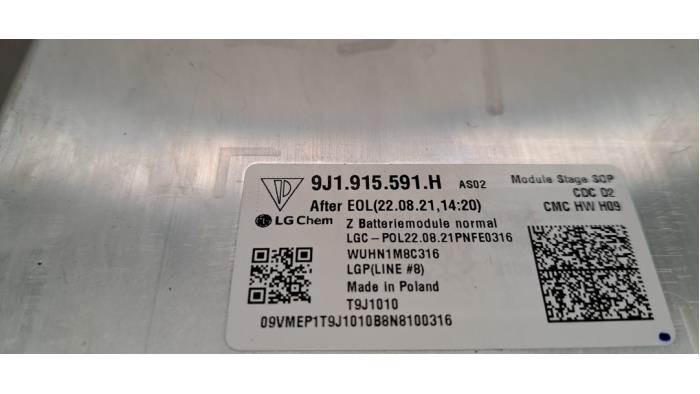 9J1.915.591.H AS02
Module Stage SOP
After EOL(22.08.21,14:20)
CDC D2
CMC HW H09
LG Chem
Z Batteriemodule normal
LGC-POL22.08.21PNFE0316
WUHN1M8C316
LGP(LINE #8)
Made in Poland
T9J1010
09VMEP1T9J1010B8N8100316